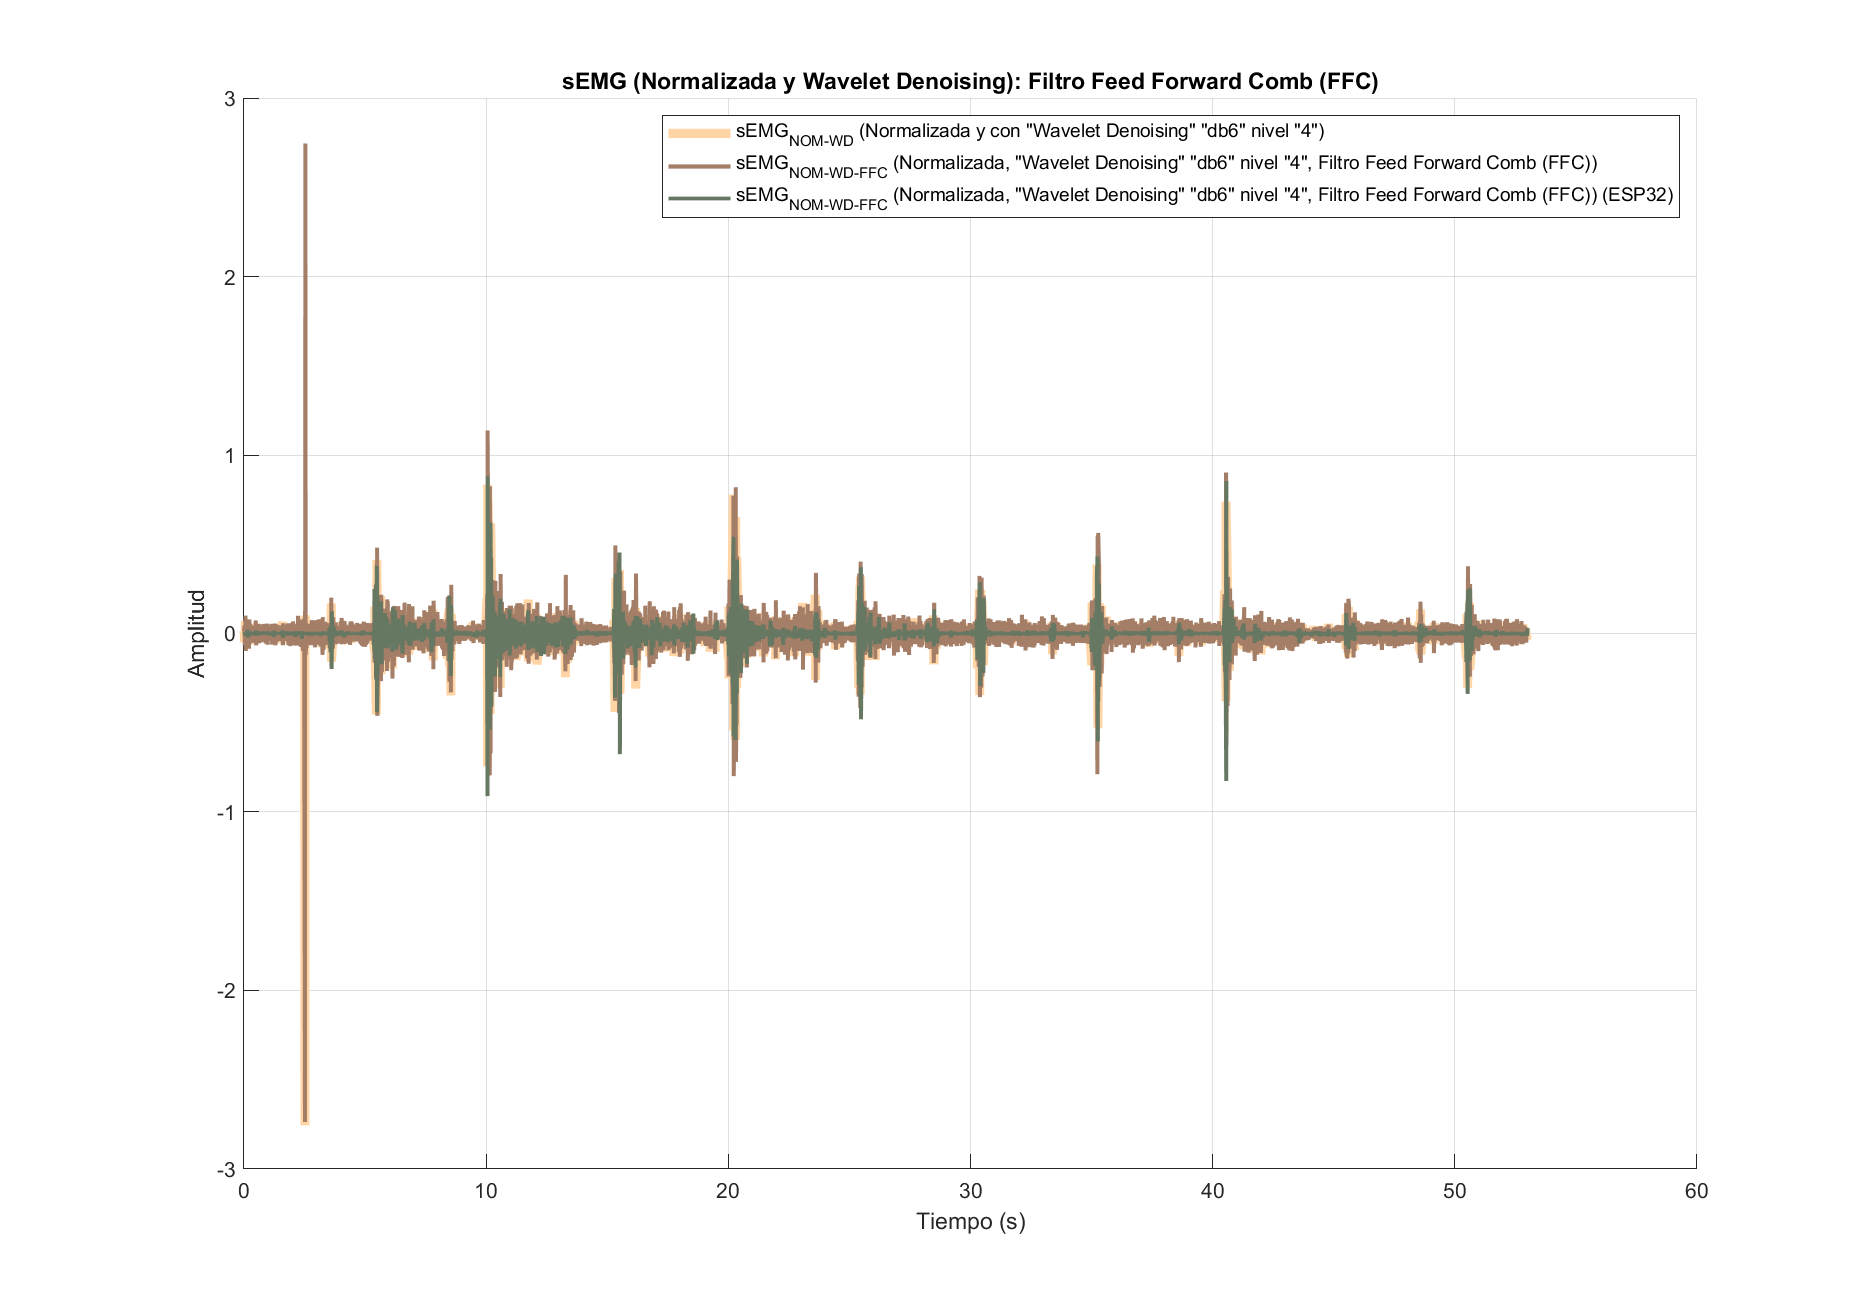 sEMG (Normalizada y Wavelet Denoising): Filtro Feed Forward Comb (FFC)
sEMG_NOM-WD (Normalizada y con "Wavelet Denoising" "db6" nivel "4")
sEMG_NOM-WD-FFC (Normalizada, "Wavelet Denoising" "db6" nivel "4", Filtro Feed Forward Comb (FFC))
sEMG_NOM-WD-FFC (Normalizada, "Wavelet Denoising" "db6" nivel "4", Filtro Feed Forward Comb (FFC)) (ESP32)
3
2
1
0
-1
-2
-3
Amplitud
0 10 20 30 40 50 60
Tiempo (s)